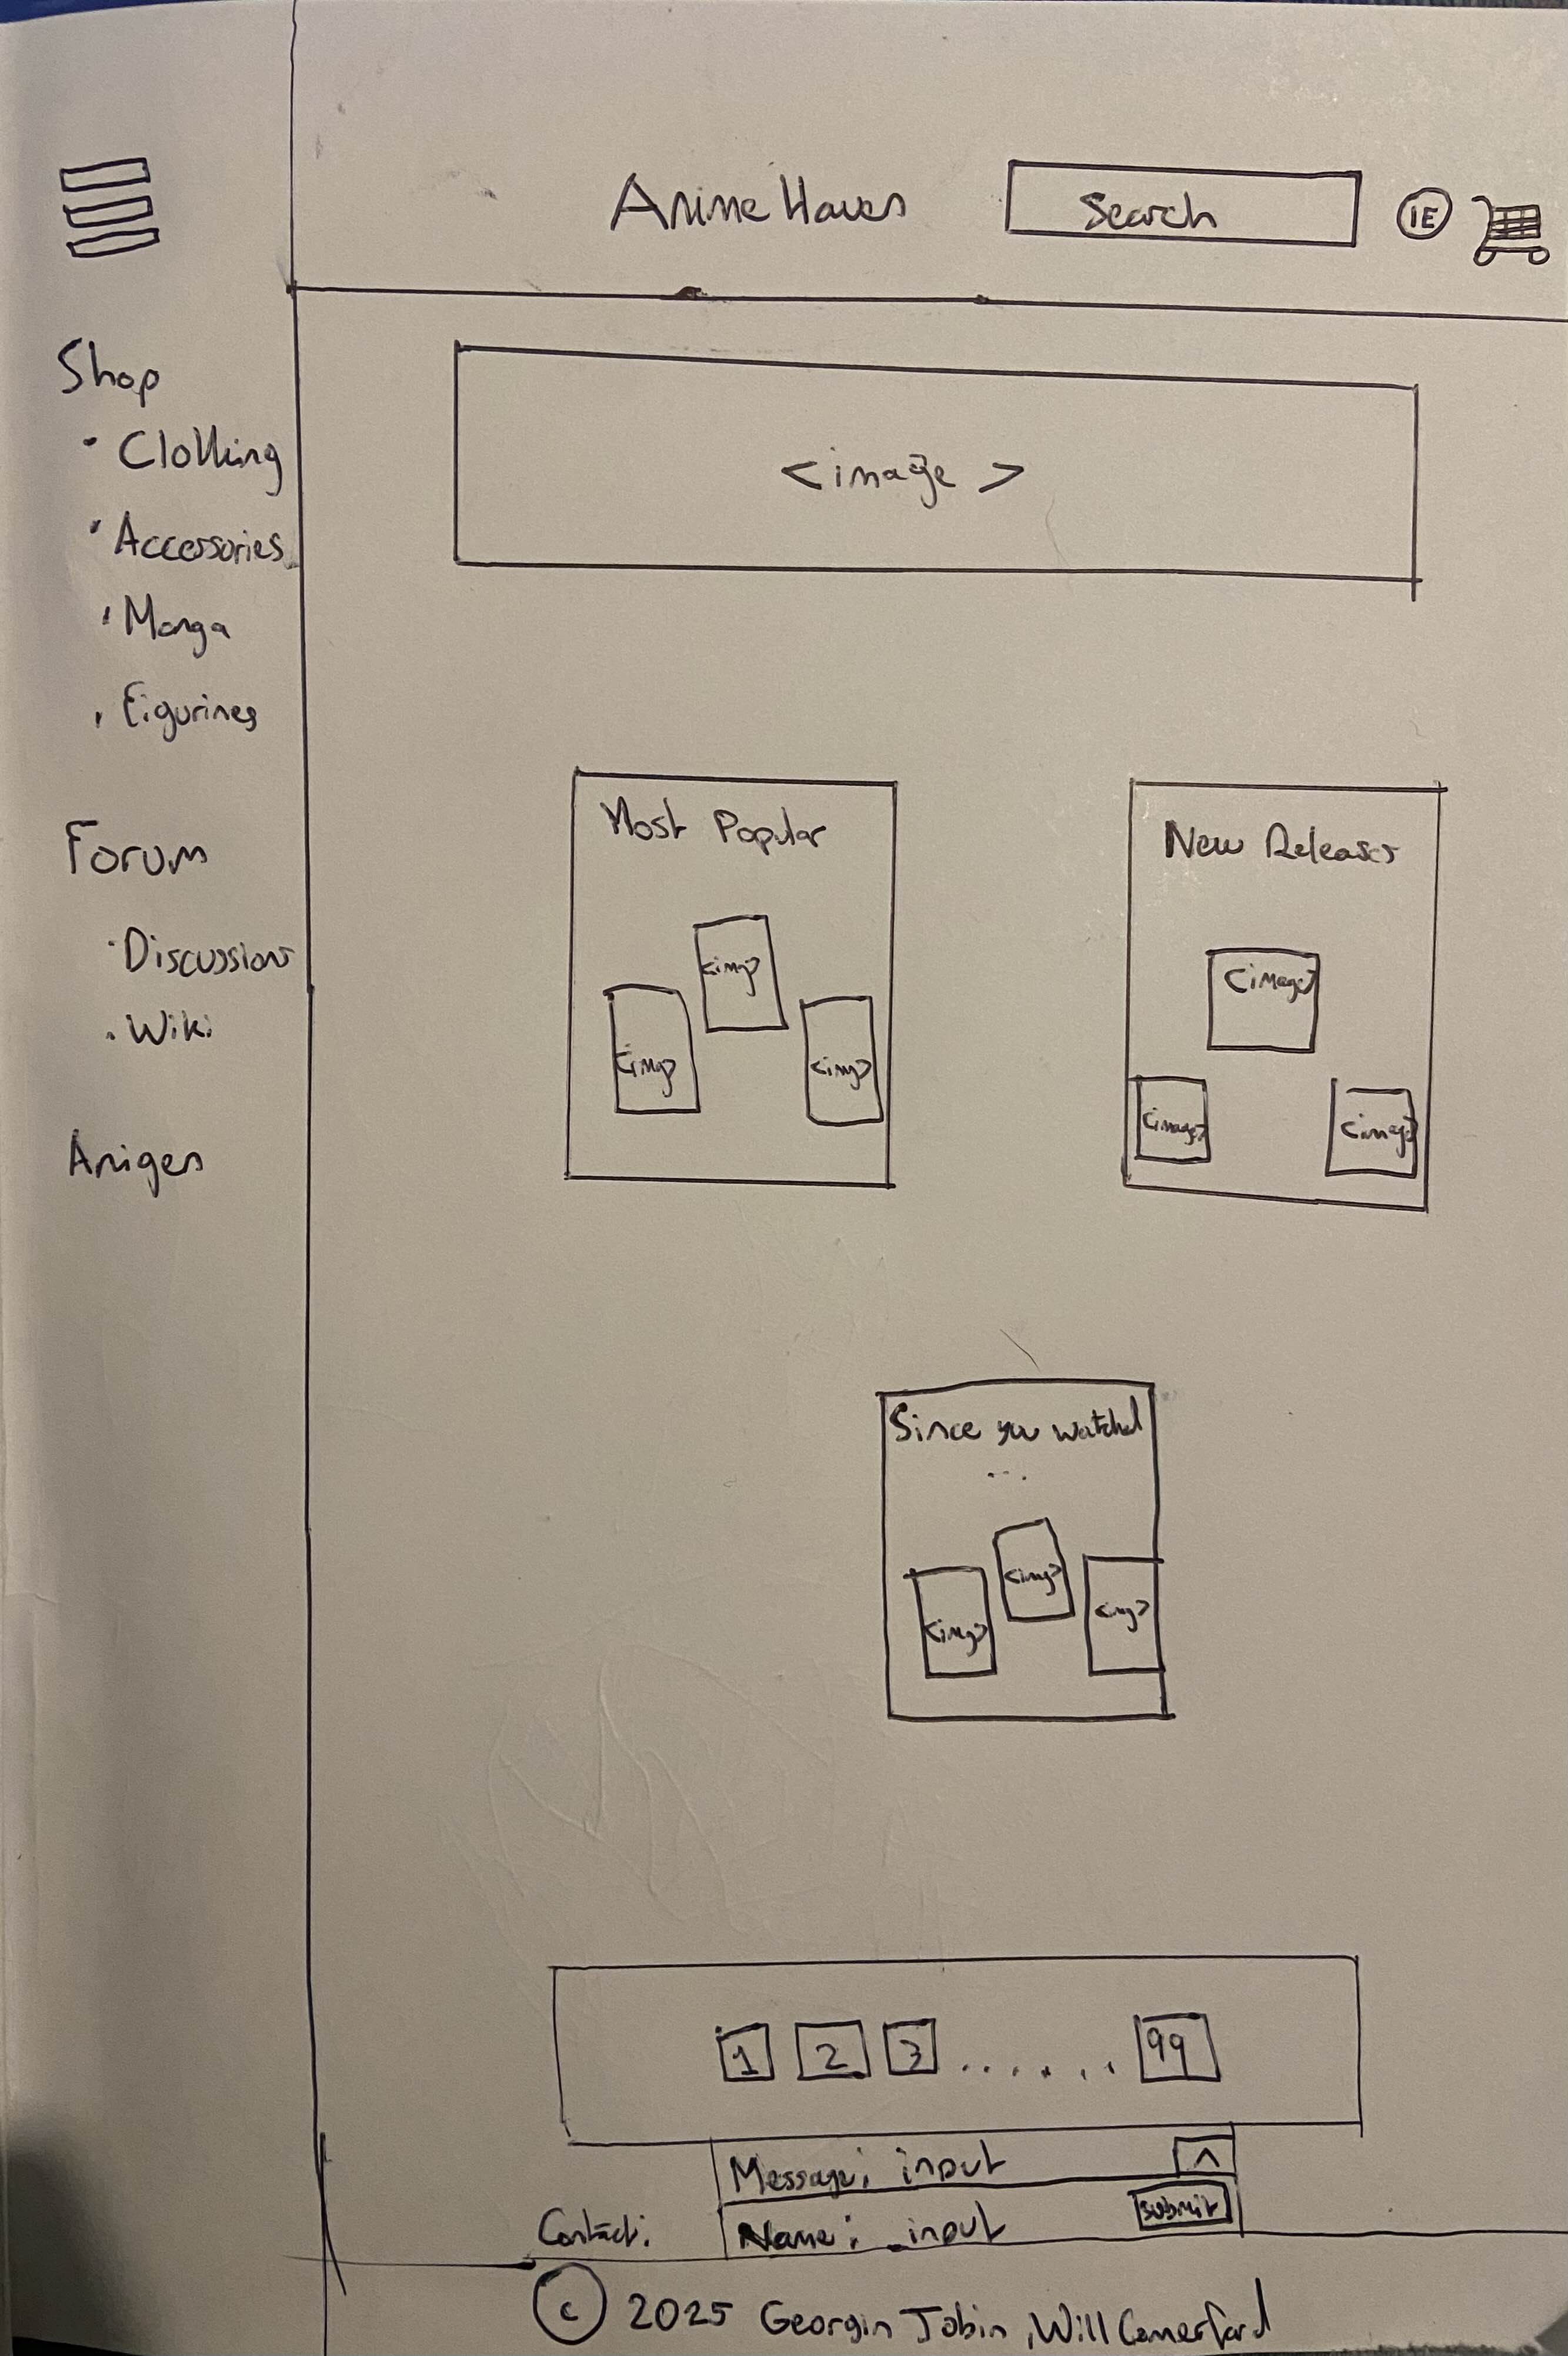 Anime Haven
Search
IE
Shop
· Clothing
· Accessories
· Manga
· Figurines
Forum
· Discussions
· Wiki
Anigen
<image>
Most Popular
<img>
<img>
<img>
New Releases
<image>
<image>
<image>
Since you watched
...
<img>
<img>
<img>
1 2 3 ....... 99
Message: input ^
Contact: Name: input submit
© 2025 Georgin Jobin, Will Comerford